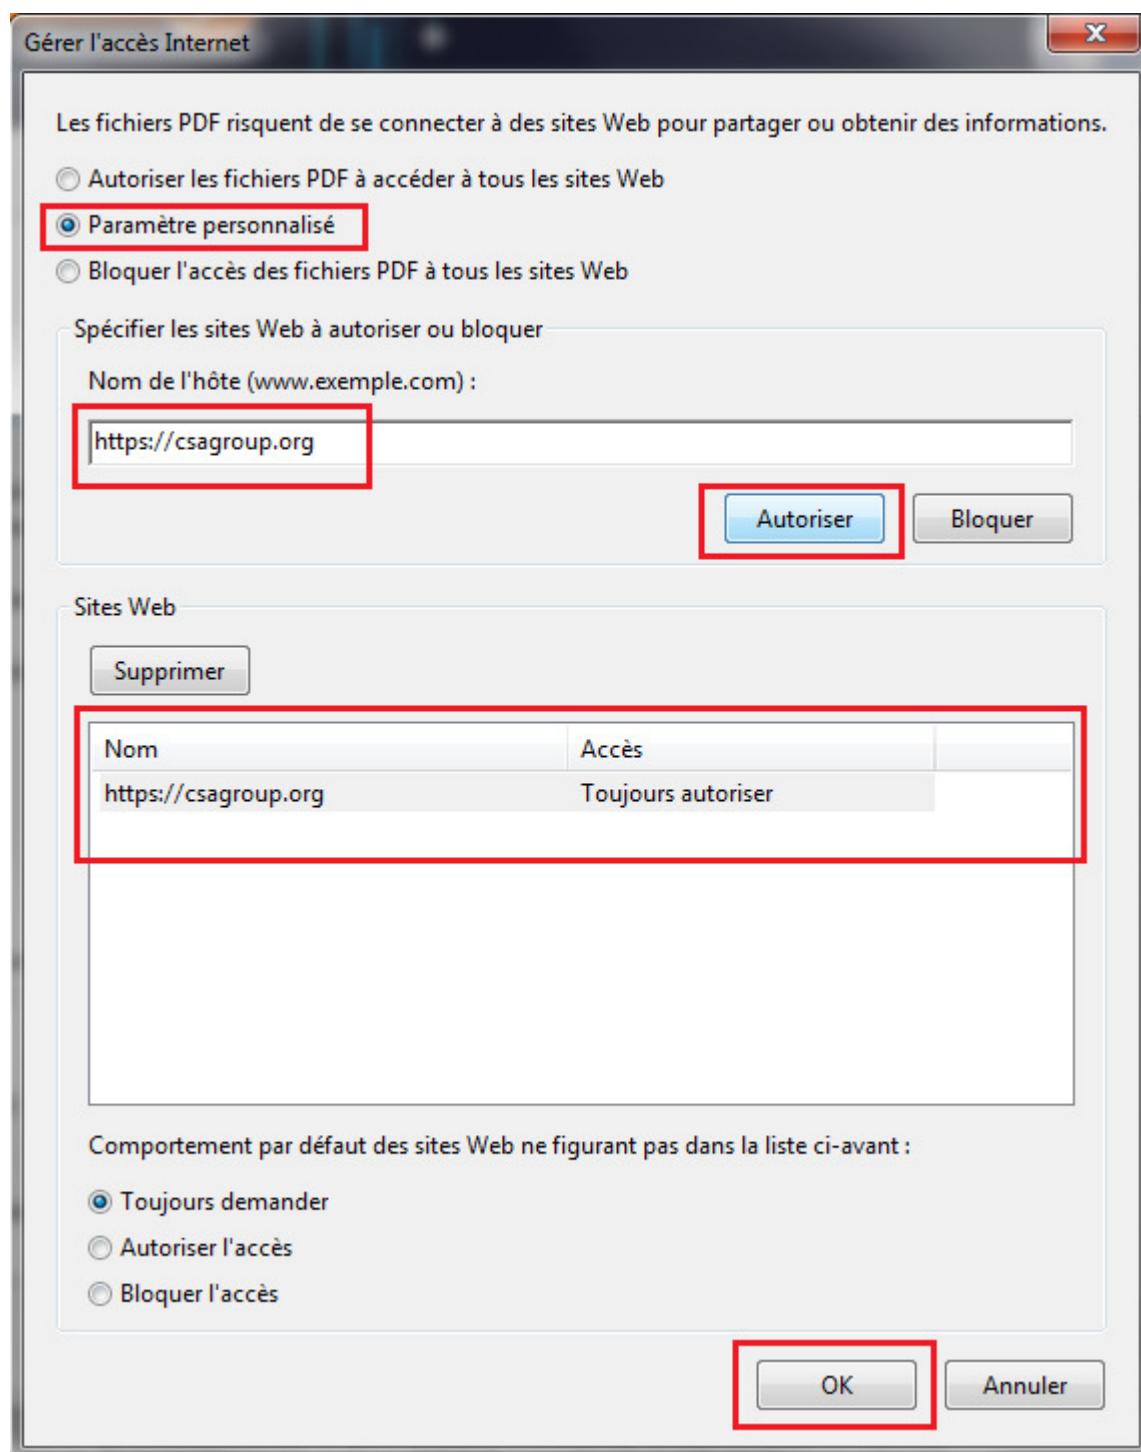 Gérer l'accès Internet
x
Les fichiers PDF risquent de se connecter à des sites Web pour partager ou obtenir des informations.
Autoriser les fichiers PDF à accéder à tous les sites Web
Paramètre personnalisé
Bloquer l'accès des fichiers PDF à tous les sites Web
Spécifier les sites Web à autoriser ou bloquer
Nom de l'hôte (www.exemple.com) :
https://csagroup.org
Autoriser Bloquer
Sites Web
Supprimer
Nom Accès
https://csagroup.org Toujours autoriser
Comportement par défaut des sites Web ne figurant pas dans la liste ci-avant :
Toujours demander
Autoriser l'accès
Bloquer l'accès
OK Annuler